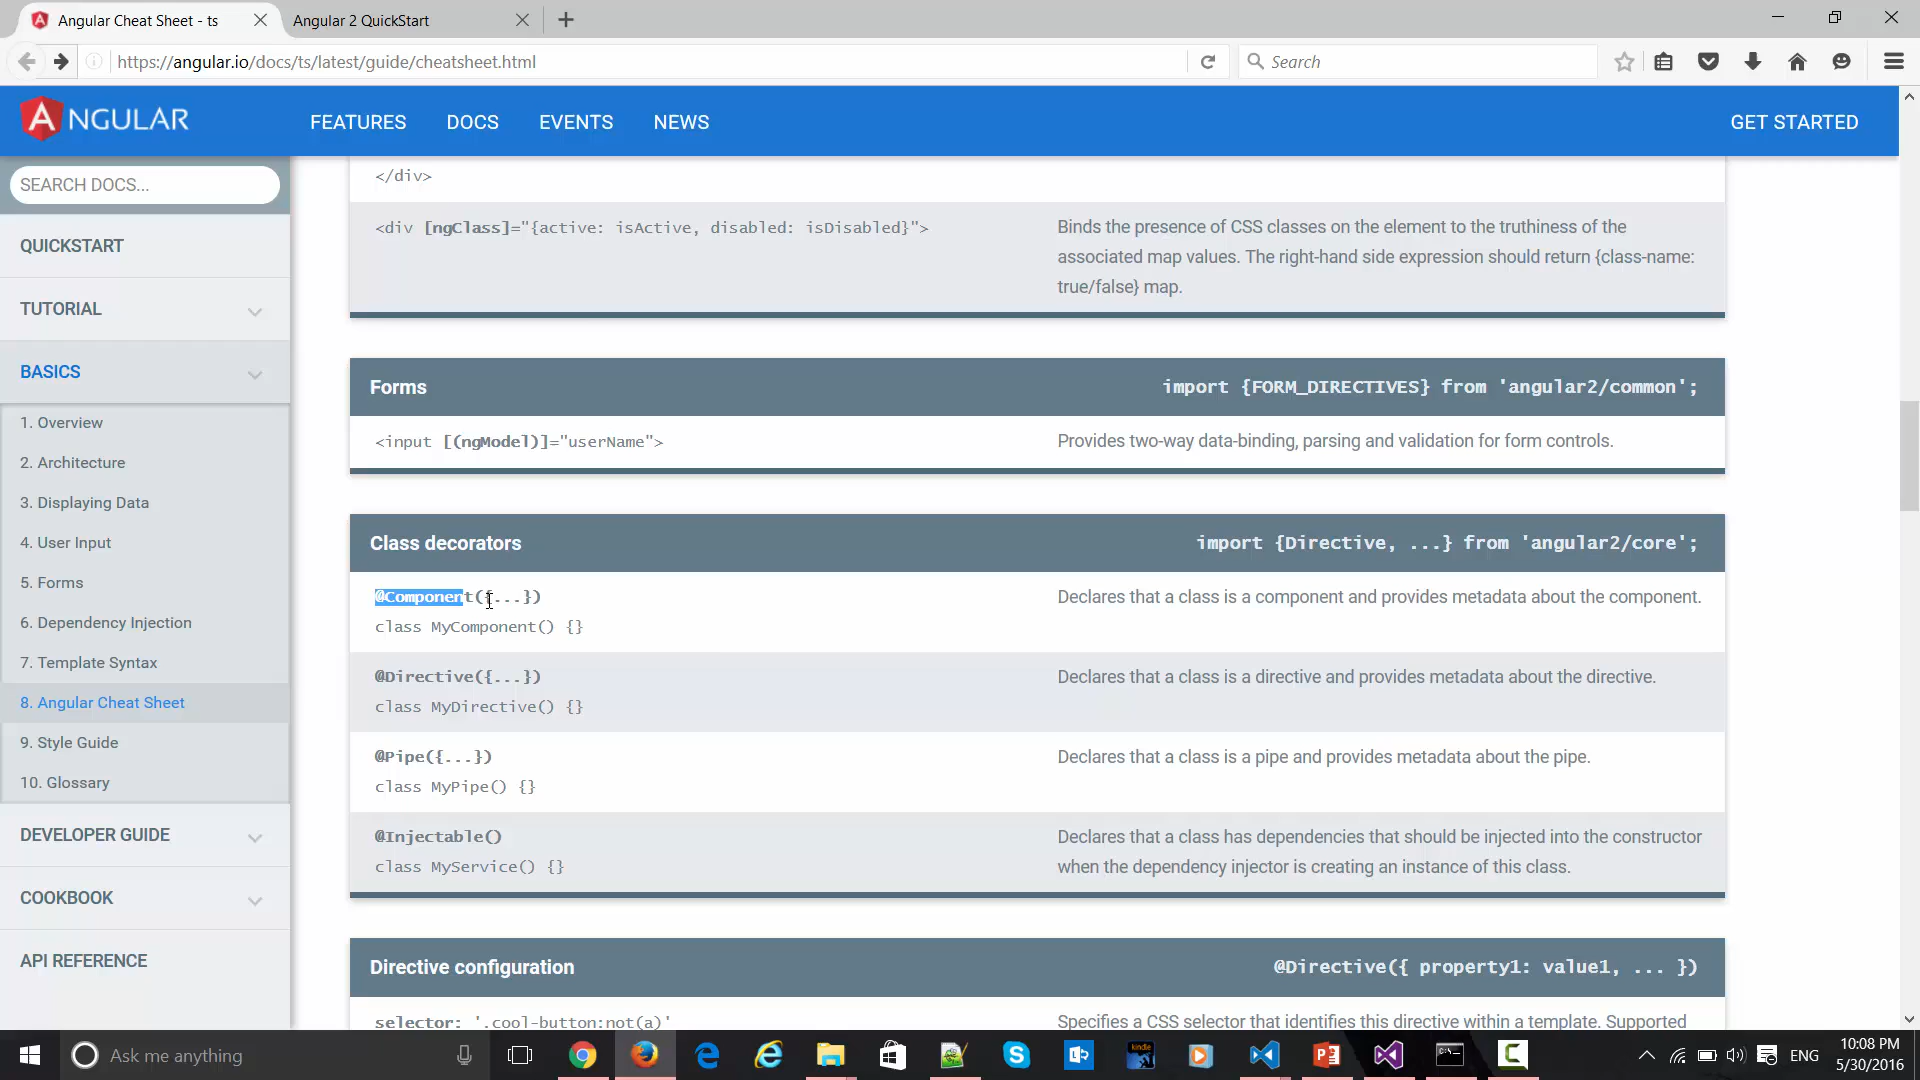 Angular Cheat Sheet - ts
Angular 2 QuickStart
https://angular.io/docs/ts/latest/guide/cheatsheet.html
Search
ANGULAR
FEATURES
DOCS
EVENTS
NEWS
GET STARTED
SEARCH DOCS...
QUICKSTART
TUTORIAL
BASICS
1. Overview
2. Architecture
3. Displaying Data
4. User Input
5. Forms
6. Dependency Injection
7. Template Syntax
8. Angular Cheat Sheet
9. Style Guide
10. Glossary
DEVELOPER GUIDE
COOKBOOK
API REFERENCE
</div>
<div [ngClass]="{active: isActive, disabled: isDisabled}">
Binds the presence of CSS classes on the element to the truthiness of the
associated map values. The right-hand side expression should return {class-name:
true/false} map.
Forms
import {FORM_DIRECTIVES} from 'angular2/common';
<input [(ngModel)]="userName">
Provides two-way data-binding, parsing and validation for form controls.
Class decorators
import {Directive, ...} from 'angular2/core';
@Component({...})
class MyComponent() {}
Declares that a class is a component and provides metadata about the component.
@Directive({...})
class MyDirective() {}
Declares that a class is a directive and provides metadata about the directive.
@Pipe({...})
class MyPipe() {}
Declares that a class is a pipe and provides metadata about the pipe.
@Injectable()
class MyService() {}
Declares that a class has dependencies that should be injected into the constructor
when the dependency injector is creating an instance of this class.
Directive configuration
@Directive({ property1: value1, ... })
selector: '.cool-button:not(a)'
Specifies a CSS selector that identifies this directive within a template. Supported
Ask me anything
kindle
ENG
10:08 PM
5/30/2016